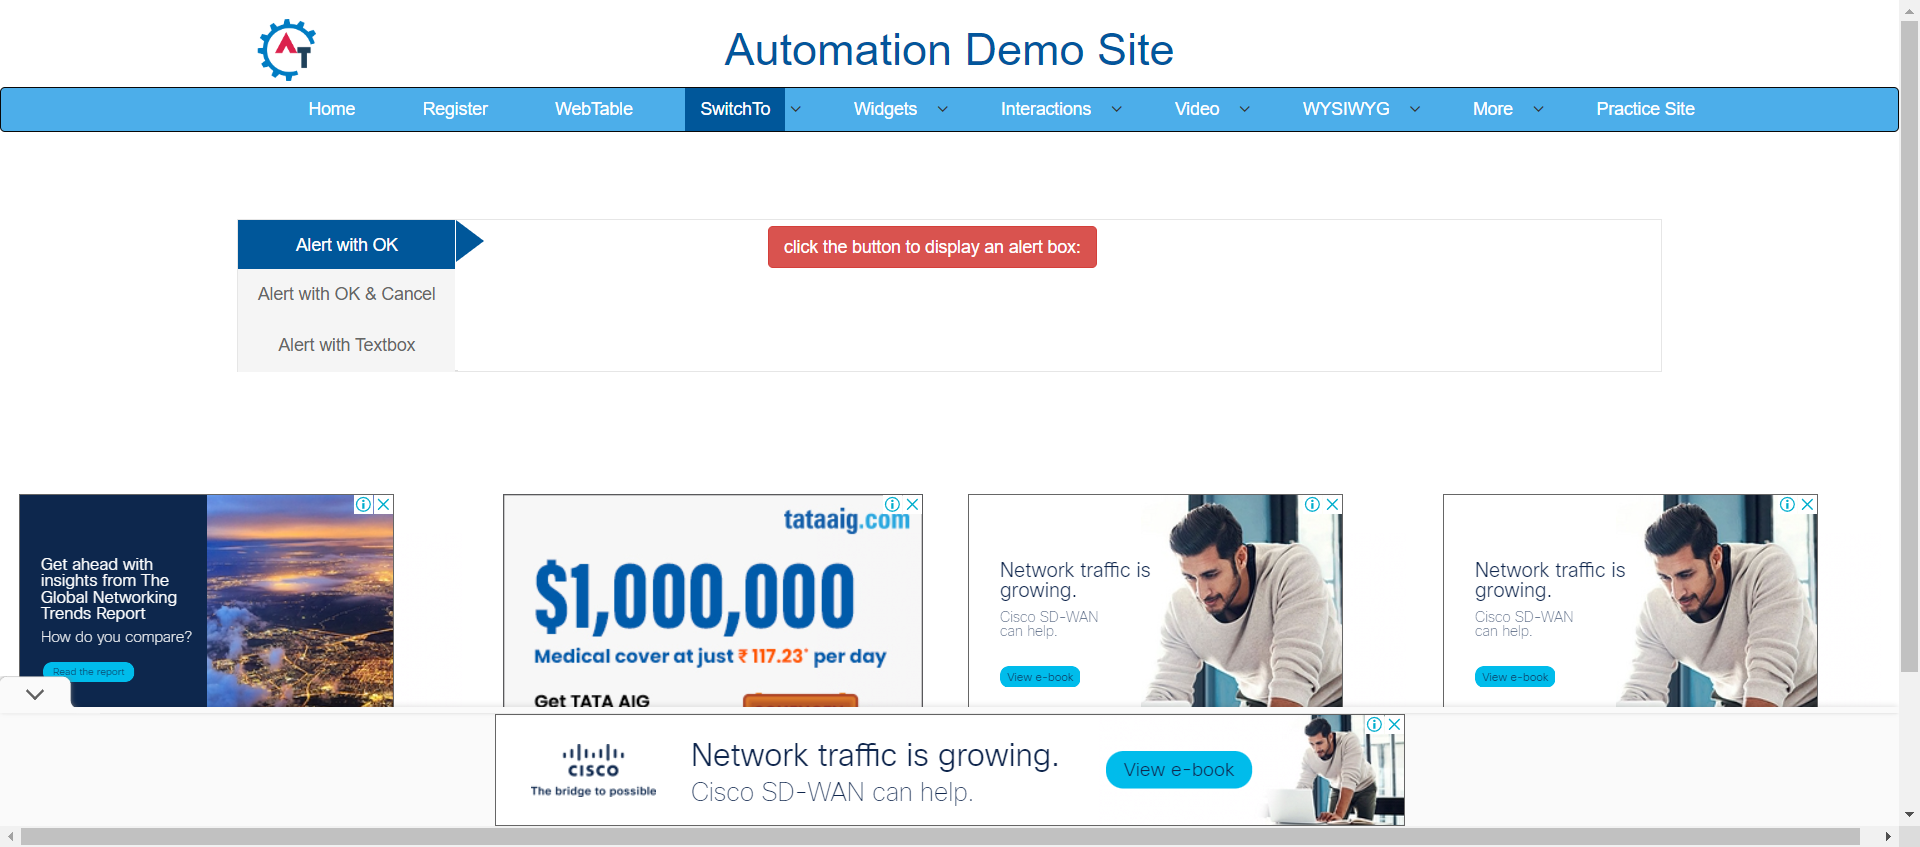 AT
Automation Demo Site
Home Register WebTable SwitchTo Widgets Interactions Video WYSIWYG More Practice Site
Alert with OK
click the button to display an alert box:
Alert with OK & Cancel
Alert with Textbox
Get ahead with
insights from The
Global Networking
Trends Report
How do you compare?
Read the report
tataaig.com
$1,000,000
Medical cover at just ₹ 117.23* per day
Get TATA AIG
Network traffic is
growing.
Cisco SD-WAN
can help.
View e-book
Network traffic is
growing.
Cisco SD-WAN
can help.
View e-book
CISCO
The bridge to possible
Network traffic is growing.
Cisco SD-WAN can help.
View e-book